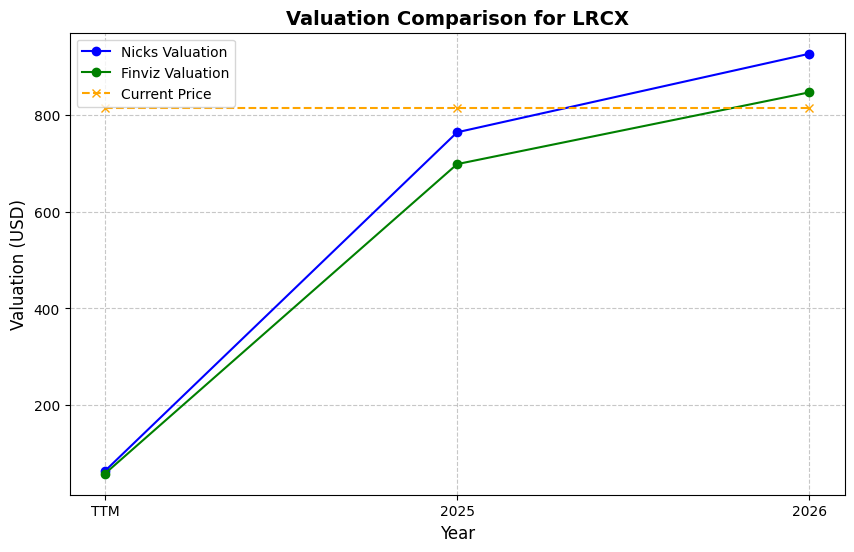 Valuation Comparison for LRCX
Nicks Valuation
Finviz Valuation
Current Price
Valuation (USD)
800
600
400
200
TTM
2025
2026
Year